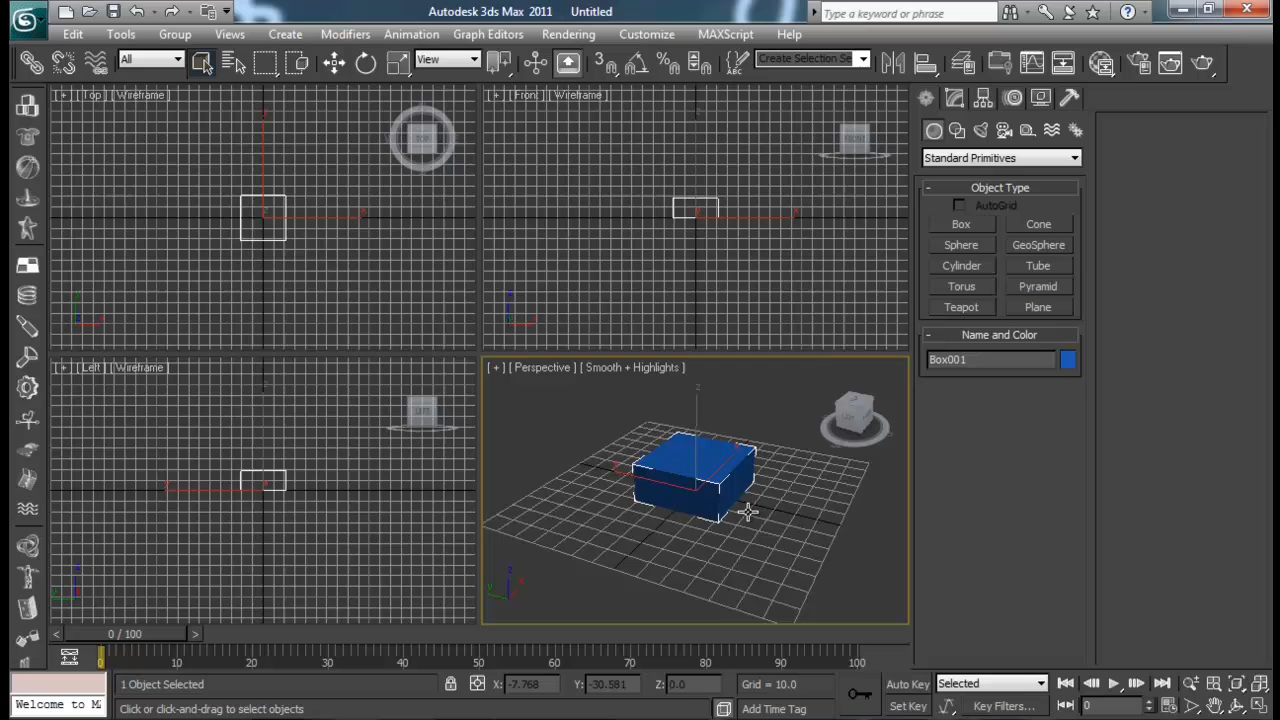 Autodesk 3ds Max 2011 Untitled
Type a keyword or phrase
Edit Tools Group Views Create Modifiers Animation Graph Editors Rendering Customize MAXScript Help
All
View
Create Selection Se
[ + ] [ Top ] [ Wireframe ]
TOP
[ + ] [ Front ] [ Wireframe ]
FRONT
[ + ] [ Left ] [ Wireframe ]
LEFT
[ + ] [ Perspective ] [ Smooth + Highlights ]
Standard Primitives
- Object Type
AutoGrid
Box Cone
Sphere GeoSphere
Cylinder Tube
Torus Pyramid
Teapot Plane
- Name and Color
Box001
< 0 / 100 >
0 10 20 30 40 50 60 70 80 90 100
1 Object Selected X: -7.768 Y: -30.581 Z: 0.0 Grid = 10.0 Auto Key Selected
Welcome to M Click or click-and-drag to select objects Add Time Tag Set Key Key Filters... 0